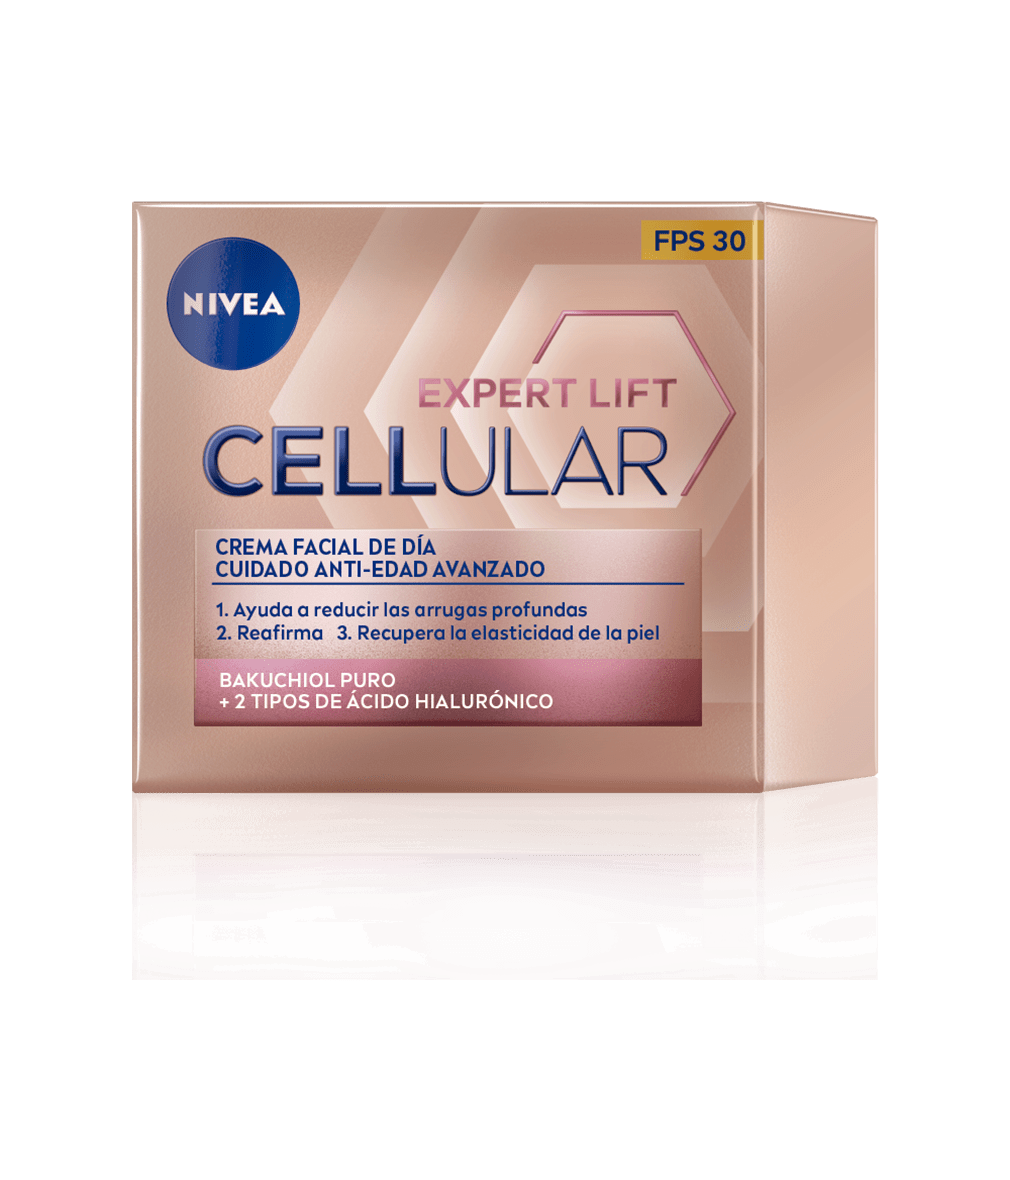 FPS 30
NIVEA
EXPERT LIFT
CELLULAR
CREMA FACIAL DE DÍA
CUIDADO ANTI-EDAD AVANZADO
1. Ayuda a reducir las arrugas profundas
2. Reafirma 3. Recupera la elasticidad de la piel
BAKUCHIOL PURO
+ 2 TIPOS DE ÁCIDO HIALURÓNICO